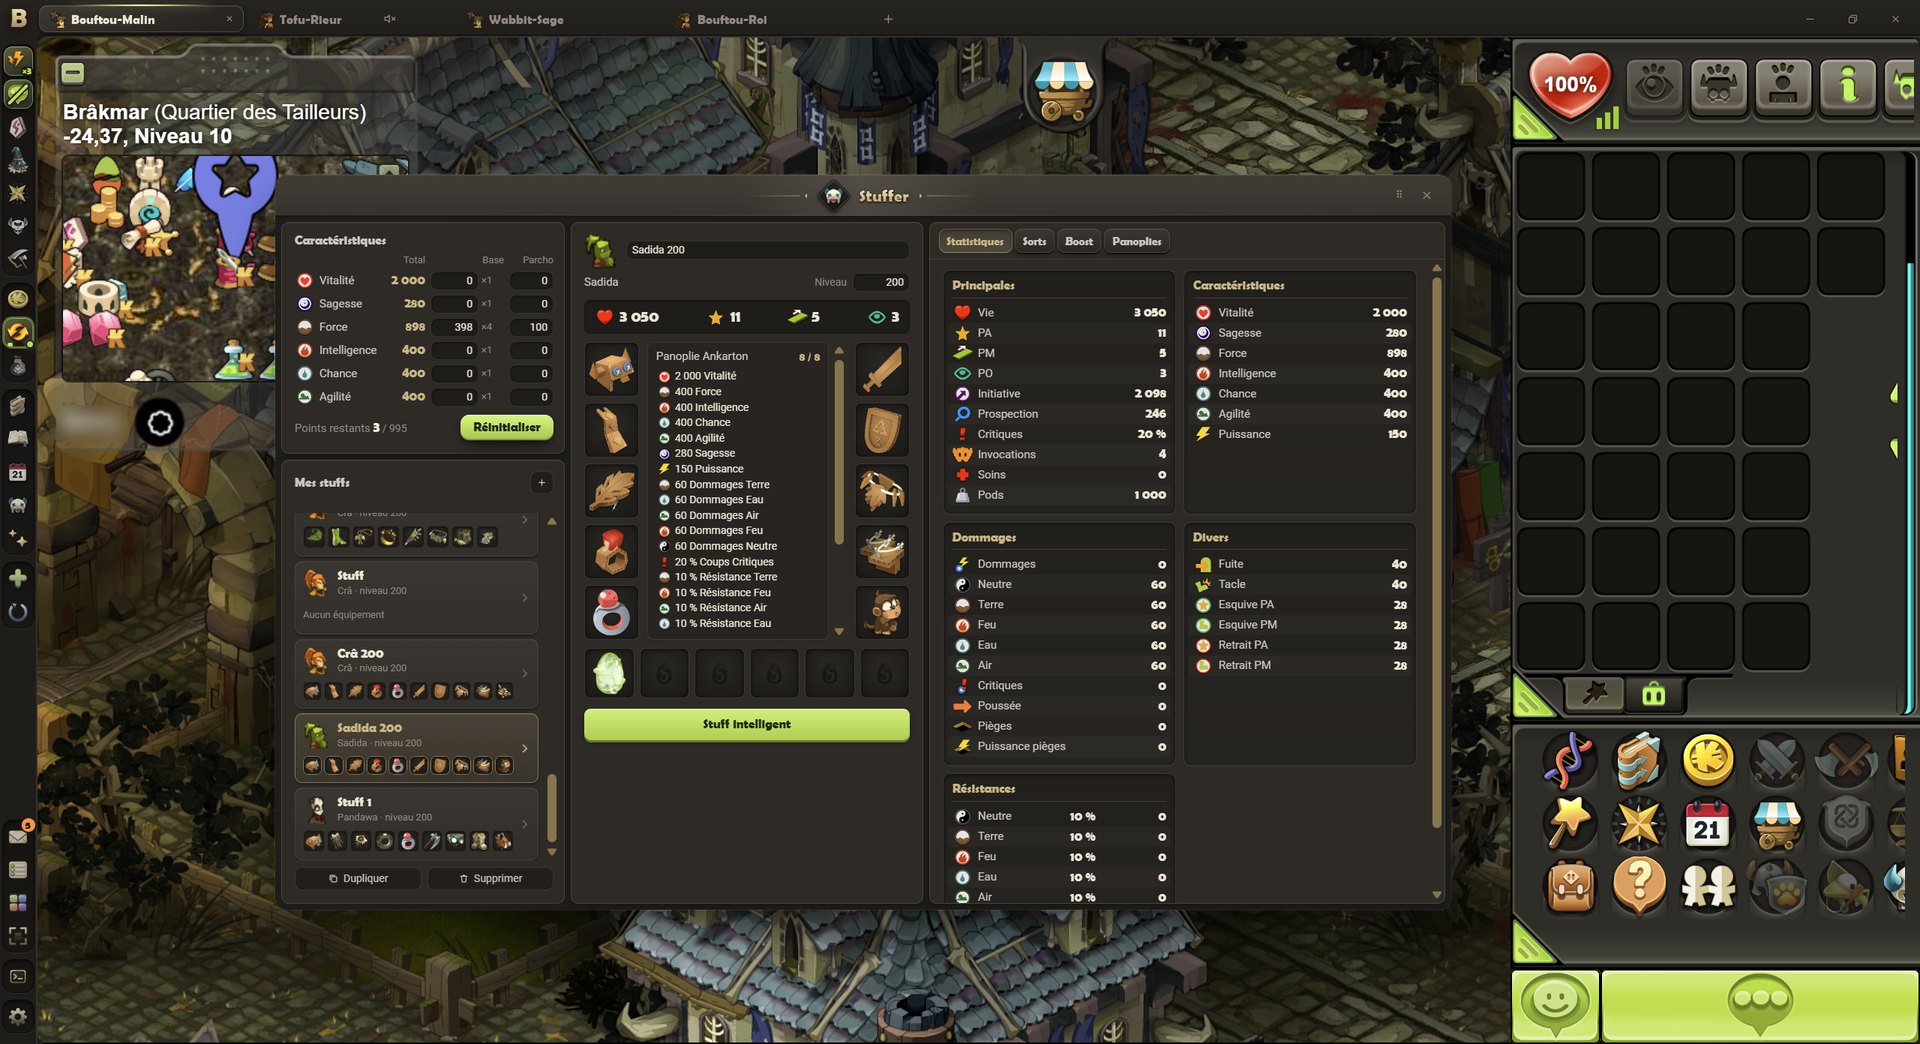 B
Bouftou-Malin
Tofu-Rieur
Wabbit-Sage
Bouftou-Roi
×3
Brâkmar (Quartier des Tailleurs)
-24,37, Niveau 10
Stuffer
Caractéristiques
Total Base Parcho
Vitalité 2 000 0 ×1 0
Sagesse 280 0 ×1 0
Force 898 398 ×4 100
Intelligence 400 0 ×1 0
Chance 400 0 ×1 0
Agilité 400 0 ×1 0
Points restants 3 / 995
Réinitialiser
Mes stuffs
+
Crâ · niveau 200
Stuff
Crâ · niveau 200
Aucun équipement
Crâ 200
Crâ · niveau 200
Sadida 200
Sadida · niveau 200
Stuff 1
Pandawa · niveau 200
Dupliquer
Supprimer
Sadida 200
Sadida
Niveau 200
3 050 11 5 3
Panoplie Ankarton 8 / 8
2 000 Vitalité
400 Force
400 Intelligence
400 Chance
400 Agilité
280 Sagesse
150 Puissance
60 Dommages Terre
60 Dommages Eau
60 Dommages Air
60 Dommages Feu
60 Dommages Neutre
20 % Coups Critiques
10 % Résistance Terre
10 % Résistance Feu
10 % Résistance Air
10 % Résistance Eau
Stuff intelligent
Statistiques
Sorts
Boost
Panoplies
Principales
Vie 3 050
PA 11
PM 5
PO 3
Initiative 2 098
Prospection 246
Critiques 20 %
Invocations 4
Soins 0
Pods 1 000
Caractéristiques
Vitalité 2 000
Sagesse 280
Force 898
Intelligence 400
Chance 400
Agilité 400
Puissance 150
Dommages
Dommages 0
Neutre 60
Terre 60
Feu 60
Eau 60
Air 60
Critiques 0
Poussée 0
Pièges 0
Puissance pièges 0
Divers
Fuite 40
Tacle 40
Esquive PA 28
Esquive PM 28
Retrait PA 28
Retrait PM 28
Résistances
Neutre 10 % 0
Terre 10 % 0
Feu 10 % 0
Eau 10 % 0
Air 10 % 0
100%
21
21
5